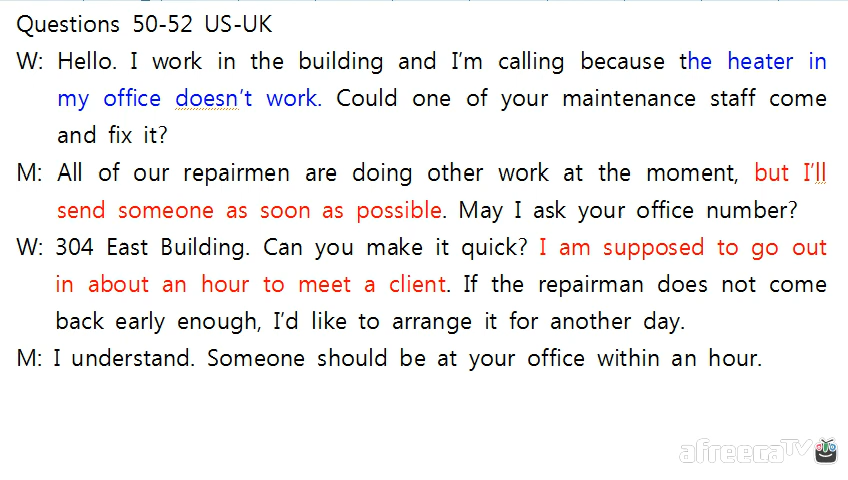 Questions 50-52 US-UK
W: Hello. I work in the building and I'm calling because the heater in
my office doesn't work. Could one of your maintenance staff come
and fix it?
M: All of our repairmen are doing other work at the moment, but I'll
send someone as soon as possible. May I ask your office number?
W: 304 East Building. Can you make it quick? I am supposed to go out
in about an hour to meet a client. If the repairman does not come
back early enough, I'd like to arrange it for another day.
M: I understand. Someone should be at your office within an hour.
afreecaTV